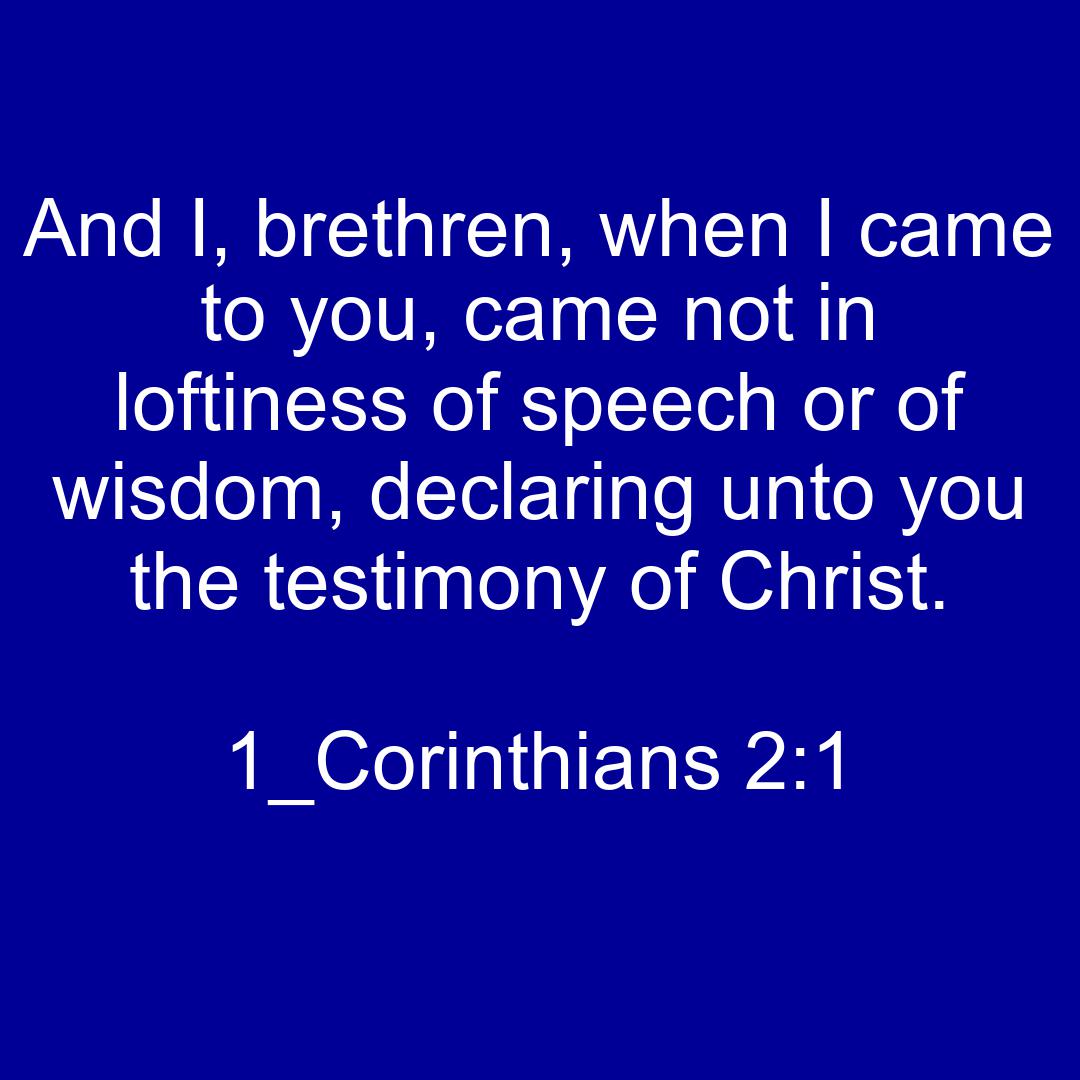 And I, brethren, when I came
to you, came not in
loftiness of speech or of
wisdom, declaring unto you
the testimony of Christ.
1_Corinthians 2:1